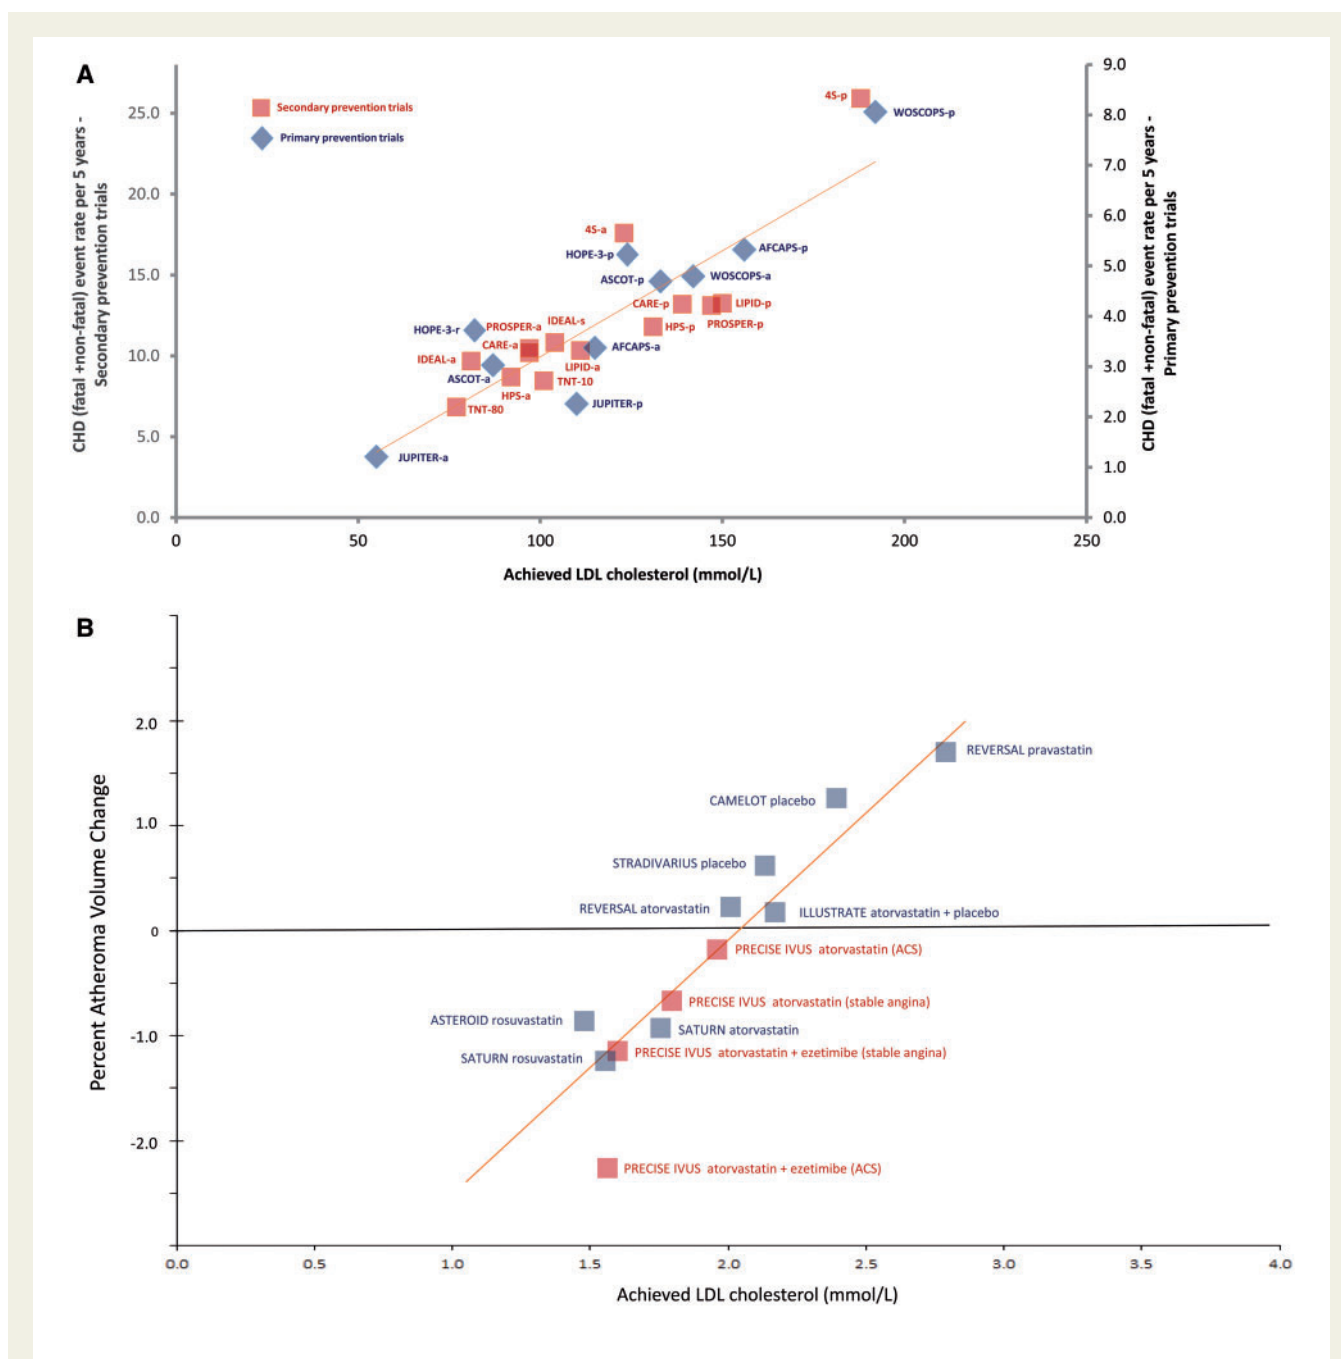 A
Secondary prevention trials
Primary prevention trials
CHD (fatal +non-fatal) event rate per 5 years -
Secondary prevention trials
25.0
20.0
15.0
10.0
5.0
0.0
9.0
8.0
7.0
6.0
5.0
4.0
3.0
2.0
1.0
0.0
CHD (fatal +non-fatal) event rate per 5 years -
Primary prevention trials
4S-p
WOSCOPS-p
4S-a
HOPE-3-p
AFCAPS-p
ASCOT-p
WOSCOPS-a
CARE-p
LIPID-p
PROSPER-p
HPS-p
IDEAL-s
HOPE-3-r
PROSPER-a
CARE-a
AFCAPS-a
IDEAL-a
LIPID-a
ASCOT-a
TNT-10
HPS-a
JUPITER-p
TNT-80
JUPITER-a
0
50
100
150
200
250
Achieved LDL cholesterol (mmol/L)
B
Percent Atheroma Volume Change
2.0
1.0
0
-1.0
-2.0
REVERSAL pravastatin
CAMELOT placebo
STRADIVARIUS placebo
REVERSAL atorvastatin
ILLUSTRATE atorvastatin + placebo
PRECISE IVUS atorvastatin (ACS)
PRECISE IVUS atorvastatin (stable angina)
ASTEROID rosuvastatin
SATURN atorvastatin
PRECISE IVUS atorvastatin + ezetimibe (stable angina)
SATURN rosuvastatin
PRECISE IVUS atorvastatin + ezetimibe (ACS)
0.0
0.5
1.0
1.5
2.0
2.5
3.0
3.5
4.0
Achieved LDL cholesterol (mmol/L)